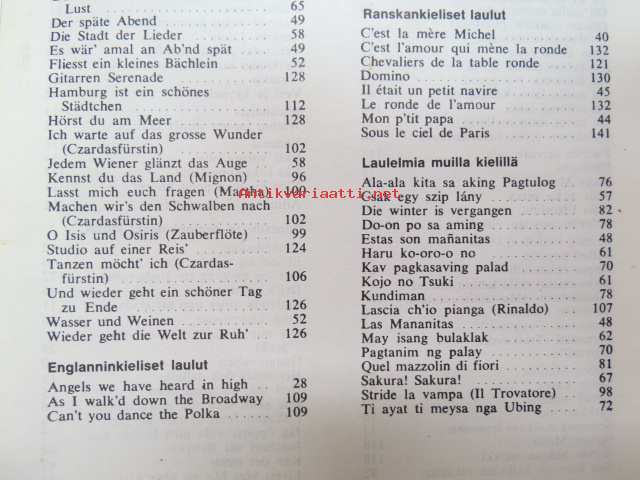 Lust 65
Der späte Abend 49
Die Stadt der Lieder 58
Es wär' amal an Ab'nd spät 49
Fliesst ein kleines Bächlein 52
Gitarren Serenade 128
Hamburg ist ein schönes
Städtchen 112
Hörst du am Meer 128
Ich warte auf das grosse Wunder
(Czardasfürstin) 102
Jedem Wiener glänzt das Auge 58
Kennst du das Land (Mignon) 96
Lasst mich euch fragen (Martha) 100
Machen wir's den Schwalben nach
(Czardasfürstin) 102
O Isis und Osiris (Zauberflöte) 99
Studio auf einer Reis' 124
Tanzen möcht' ich (Czardas-
fürstin) 106
Und wieder geht ein schöner Tag
zu Ende 126
Wasser und Weinen 52
Wieder geht die Welt zur Ruh' 126
Englanninkieliset laulut
Angels we have heard in high 28
As I walk'd down the Broadway 109
Can't you dance the Polka 109
Ranskankieliset laulut
C'est la mère Michel 40
C'est l'amour qui mène la ronde 132
Chevaliers de la table ronde 121
Domino 130
Il était un petit navire 45
Le ronde de l'amour 132
Mon p'tit papa 44
Sous le ciel de Paris 141
Laulelmia muilla kielillä
Ala-ala kita sa aking Pagtulog 76
Csak egy szip lány 57
Die winter is vergangen 82
Do-on po sa aming 78
Estas son mañanitas 48
Haru ko-oro-o no 61
Kav pagkasaving palad 70
Kojo no Tsuki 61
Kundiman 78
Lascia ch'io pianga (Rinaldo) 107
Las Mananitas 48
May isang bulaklak 62
Pagtanim ng palay 70
Quel mazzolin di fiori 81
Sakura! Sakura! 67
Stride la vampa (Il Trovatore) 98
Ti ayat ti meysa nga Ubing 72
Antikvariaatti.net